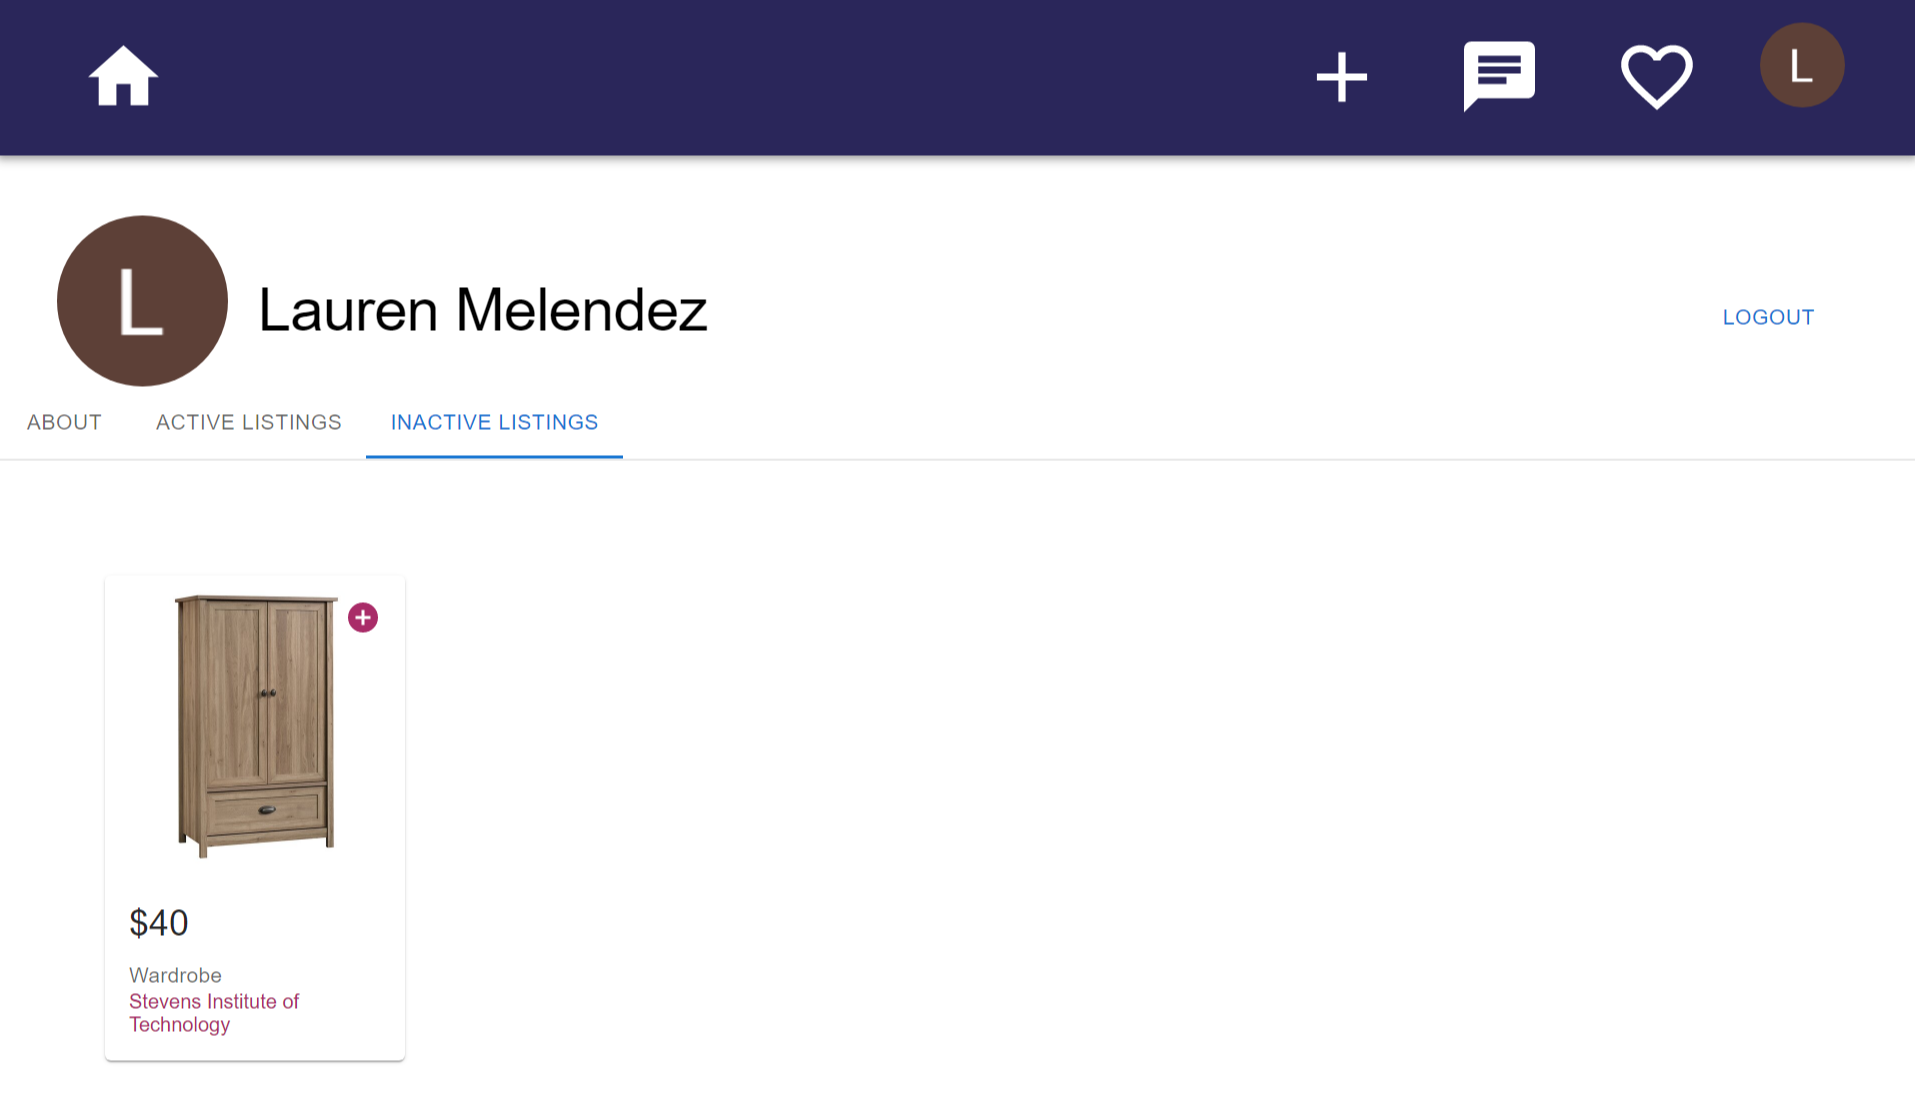 L
L
Lauren Melendez
LOGOUT
ABOUT
ACTIVE LISTINGS
INACTIVE LISTINGS
$40
Wardrobe
Stevens Institute of
Technology